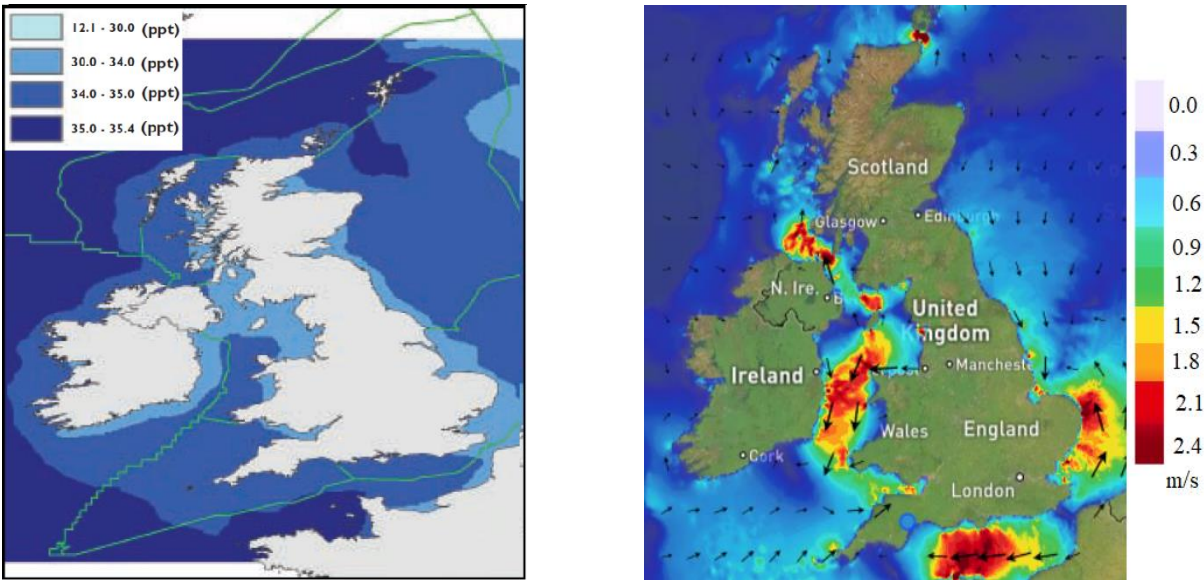 12.1 - 30.0 (ppt)
30.0 - 34.0 (ppt)
34.0 - 35.0 (ppt)
35.0 - 35.4 (ppt)
Scotland
Glasgow
Edinburgh
N. Ire.
United
Kingdom
Ireland
Manchester
Wales
England
Cork
London
0.0
0.3
0.6
0.9
1.2
1.5
1.8
2.1
2.4
m/s